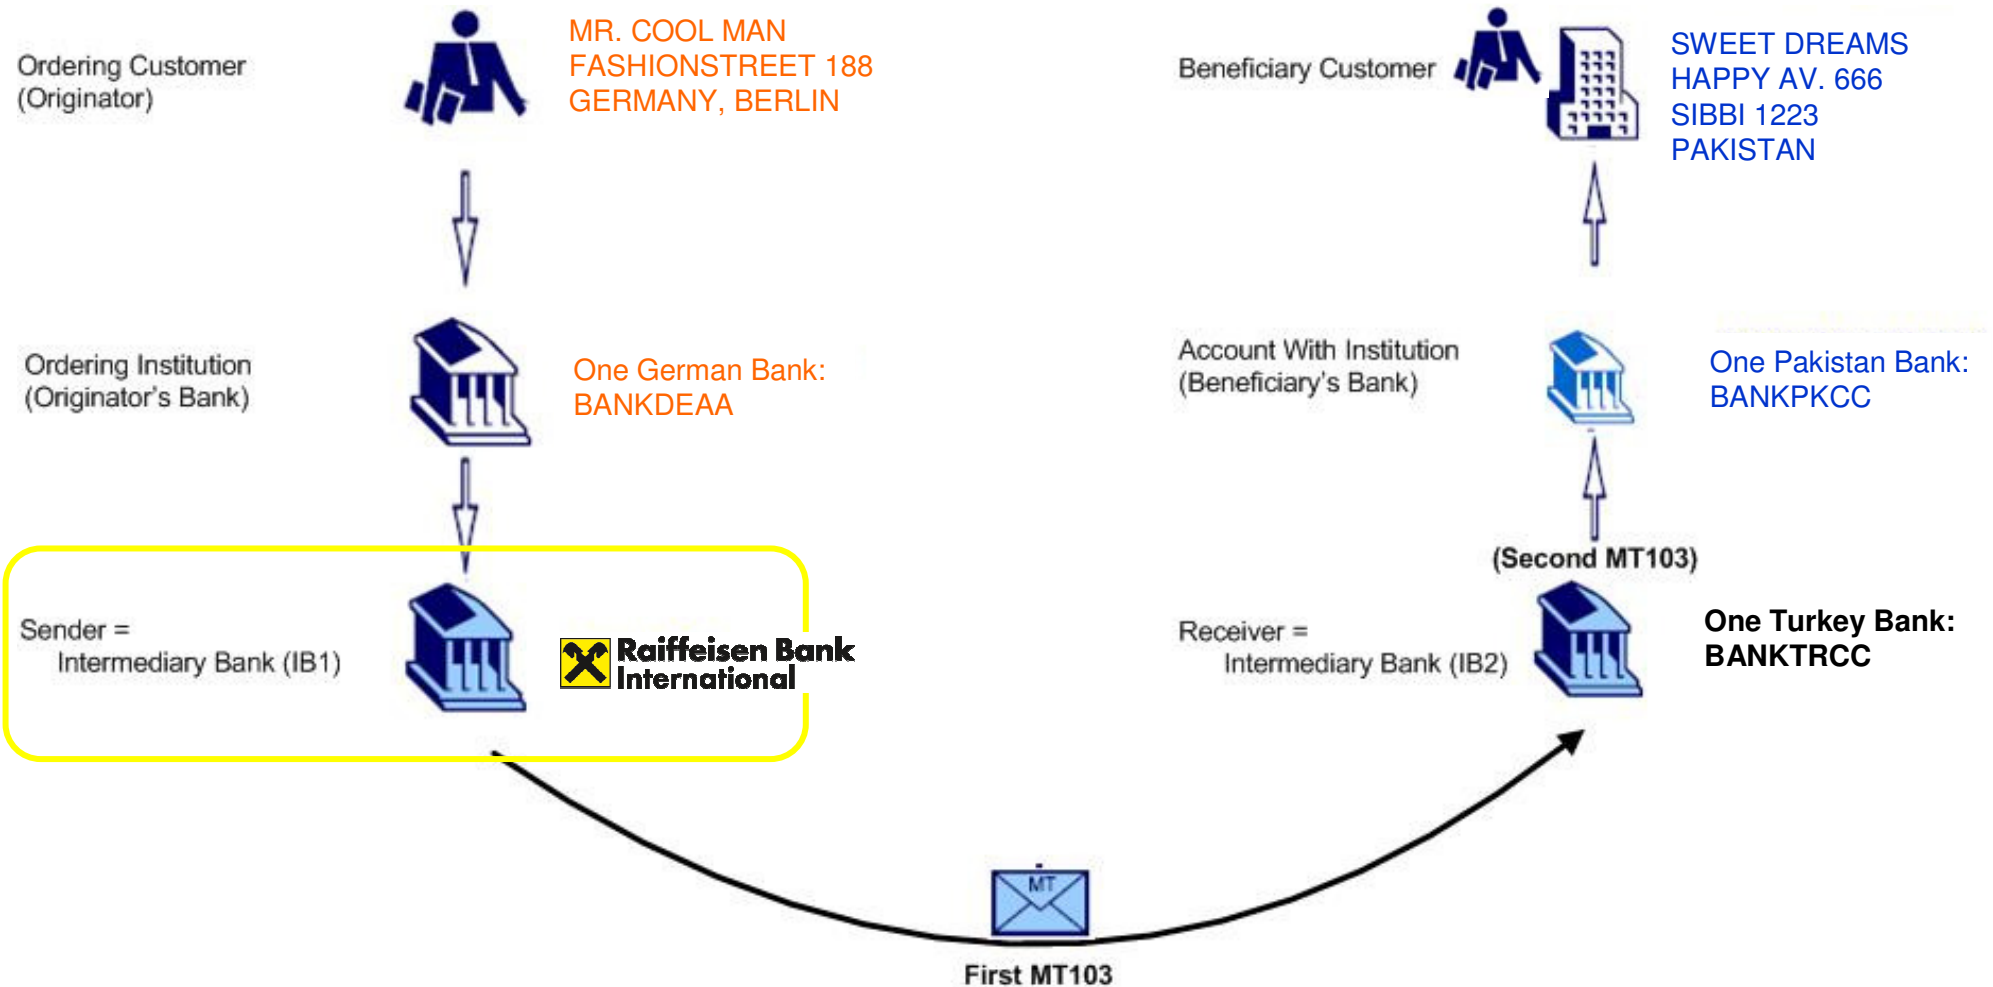 Ordering Customer
(Originator)
MR. COOL MAN
FASHIONSTREET 188
GERMANY, BERLIN
Beneficiary Customer
SWEET DREAMS
HAPPY AV. 666
SIBBI 1223
PAKISTAN
Ordering Institution
(Originator's Bank)
One German Bank:
BANKDEAA
Account With Institution
(Beneficiary's Bank)
One Pakistan Bank:
BANKPKCC
Sender =
Intermediary Bank (IB1)
Raiffeisen Bank
International
(Second MT103)
Receiver =
Intermediary Bank (IB2)
One Turkey Bank:
BANKTRCC
MT
First MT103